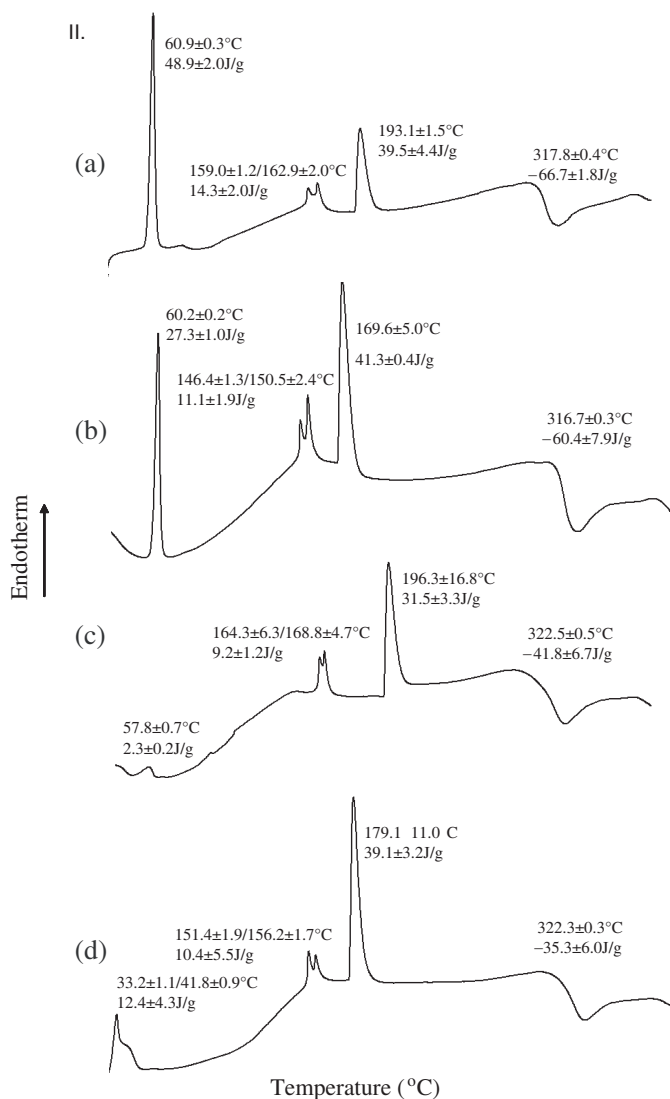 II.
60.9±0.3°C
48.9±2.0J/g
193.1±1.5°C
39.5±4.4J/g
317.8±0.4°C
−66.7±1.8J/g
159.0±1.2/162.9±2.0°C
14.3±2.0J/g
(a)
60.2±0.2°C
27.3±1.0J/g
169.6±5.0°C
41.3±0.4J/g
146.4±1.3/150.5±2.4°C
11.1±1.9J/g
316.7±0.3°C
−60.4±7.9J/g
(b)
Endotherm
196.3±16.8°C
31.5±3.3J/g
164.3±6.3/168.8±4.7°C
9.2±1.2J/g
322.5±0.5°C
−41.8±6.7J/g
(c)
57.8±0.7°C
2.3±0.2J/g
179.1 11.0 C
39.1±3.2J/g
151.4±1.9/156.2±1.7°C
10.4±5.5J/g
322.3±0.3°C
−35.3±6.0J/g
(d)
33.2±1.1/41.8±0.9°C
12.4±4.3J/g
Temperature (°C)